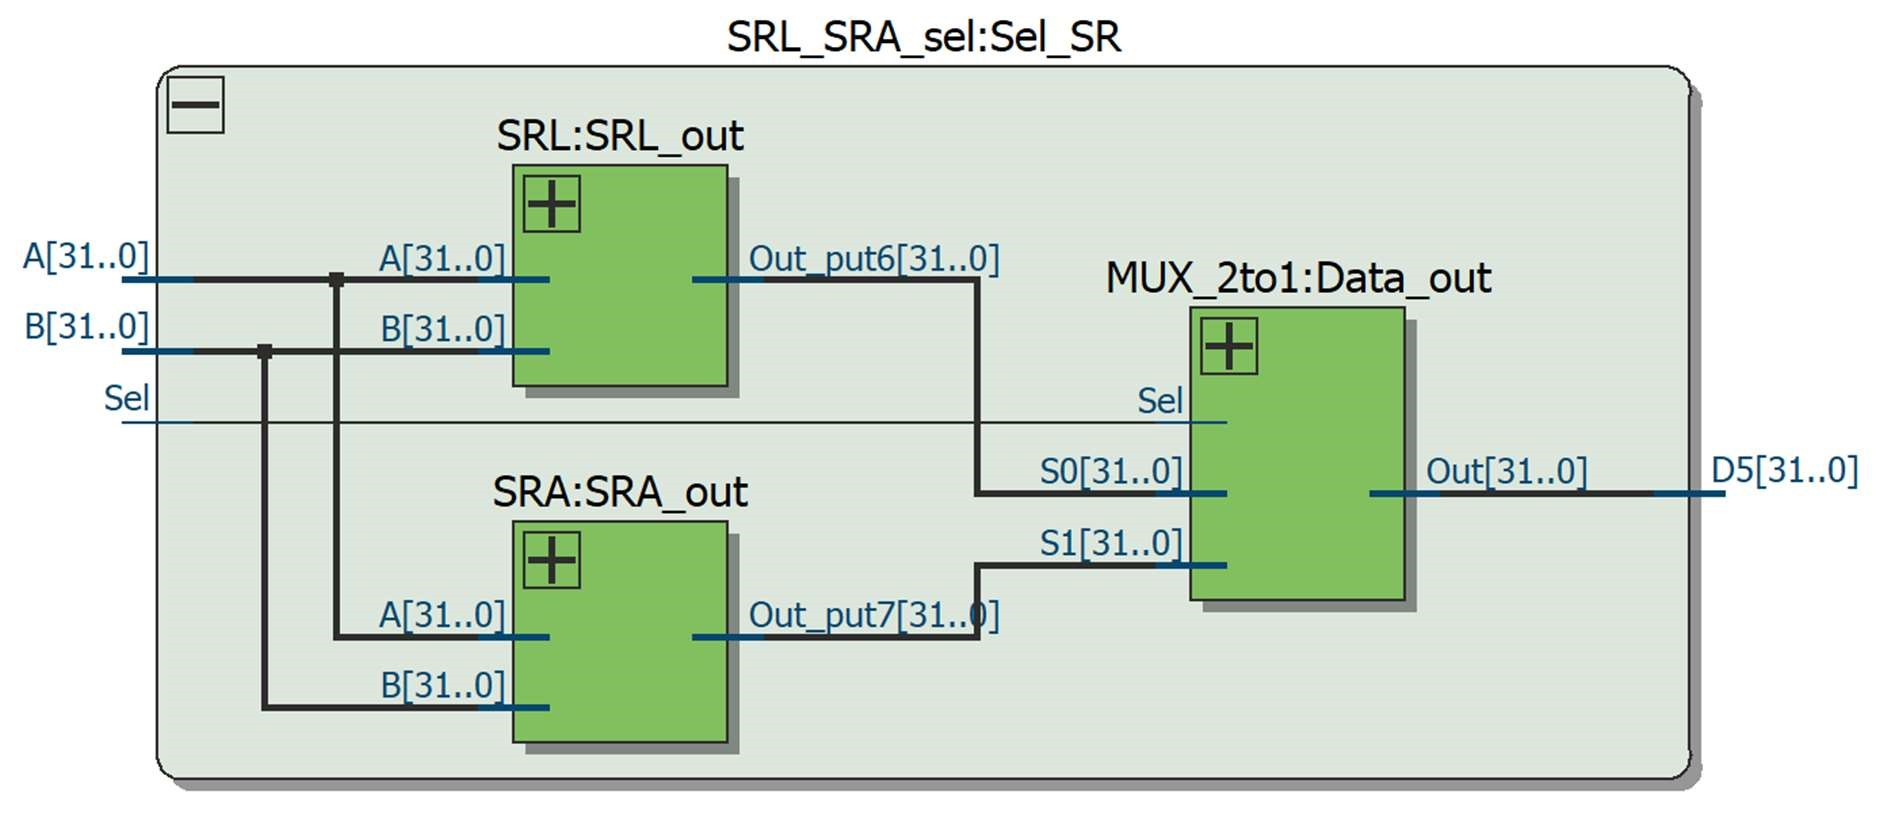 SRL_SRA_sel:Sel_SR
SRL:SRL_out
A[31..0]
A[31..0]
Out_put6[31..0]
MUX_2to1:Data_out
B[31..0]
B[31..0]
Sel
Sel
S0[31..0]
Out[31..0]
D5[31..0]
SRA:SRA_out
S1[31..0]
A[31..0]
Out_put7[31..0]
B[31..0]